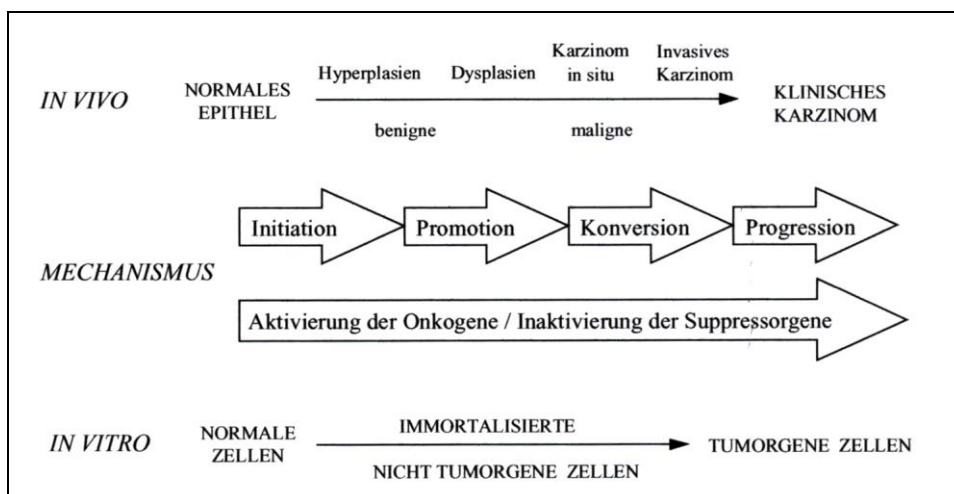 IN VIVO
NORMALES
EPITHEL
Hyperplasien
Dysplasien
Karzinom
in situ
Invasives
Karzinom
benigne
maligne
KLINISCHES
KARZINOM
MECHANISMUS
Initiation
Promotion
Konversion
Progression
Aktivierung der Onkogene / Inaktivierung der Suppressorgene
IN VITRO
NORMALE
ZELLEN
IMMORTALISIERTE
NICHT TUMORGENE ZELLEN
TUMORGENE ZELLEN